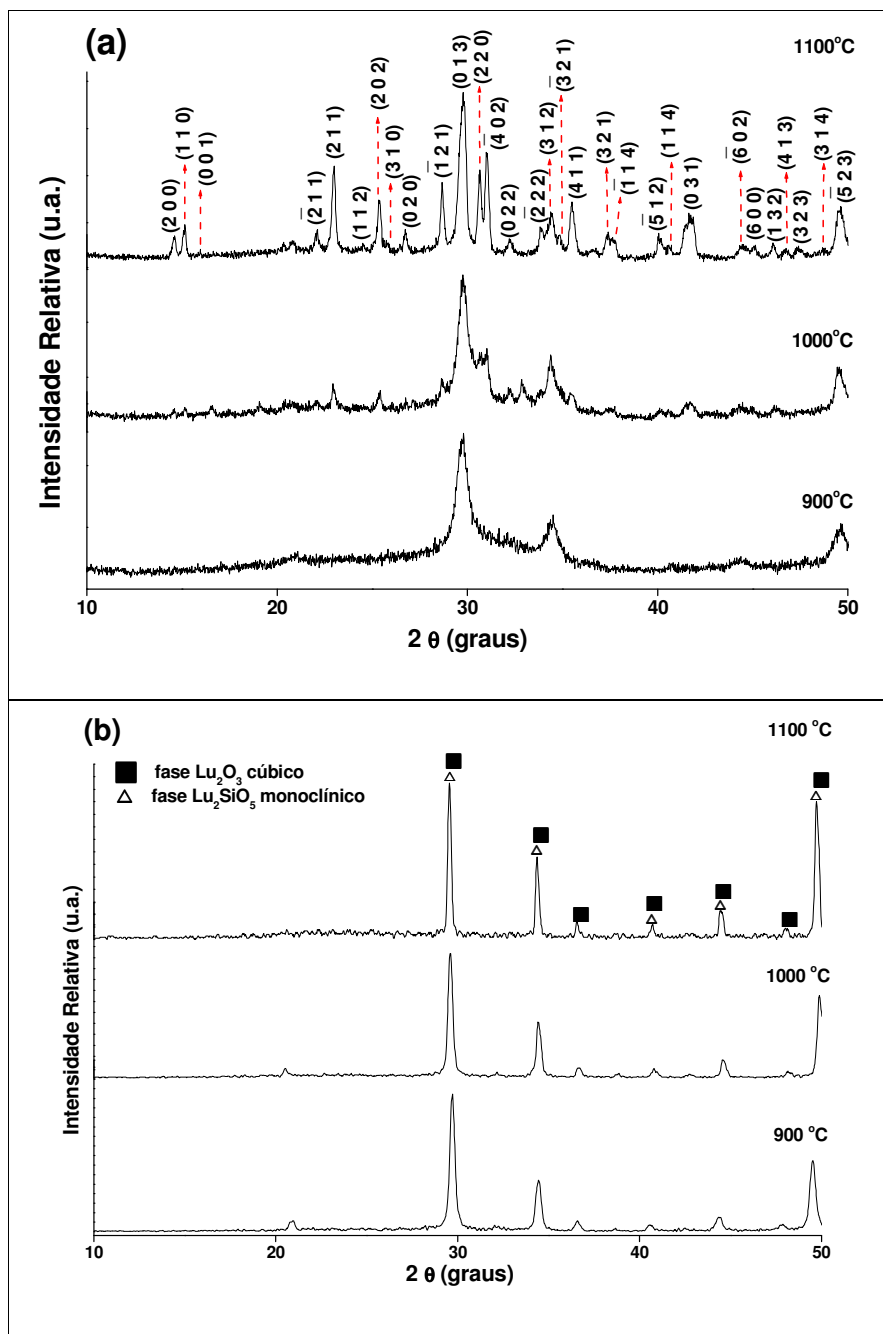 (a)
1100°C
(2 0 0)
(1 1 0)
(0 0 1)
(2̅ 1 1)
(2 1 1)
(1 1 2)
(2 0 2)
(3 1 0)
(0 2 0)
(1̅ 2 1)
(0 1 3)
(2 2 0)
(4̅ 0 2)
(0 2 2)
(2̅ 2 2)
(3 1 2)
(3̅ 2 1)
(4 1 1)
(3 2 1)
(1̅ 1 4)
(5̅ 1 2)
(1 1 4)
(0 3 1)
(6̅ 0 2)
(6 0 0)
(1 3 2)
(4 1 3)
(3 2 3)
(3 1 4)
(5̅ 2 3)
1000°C
900°C
Intensidade Relativa (u.a.)
10 20 30 40 50
2 θ (graus)
(b)
1100 °C
fase Lu₂O₃ cúbico
fase Lu₂SiO₅ monoclínico
1000 °C
900 °C
Intensidade Relativa (u.a.)
10 20 30 40 50
2 θ (graus)